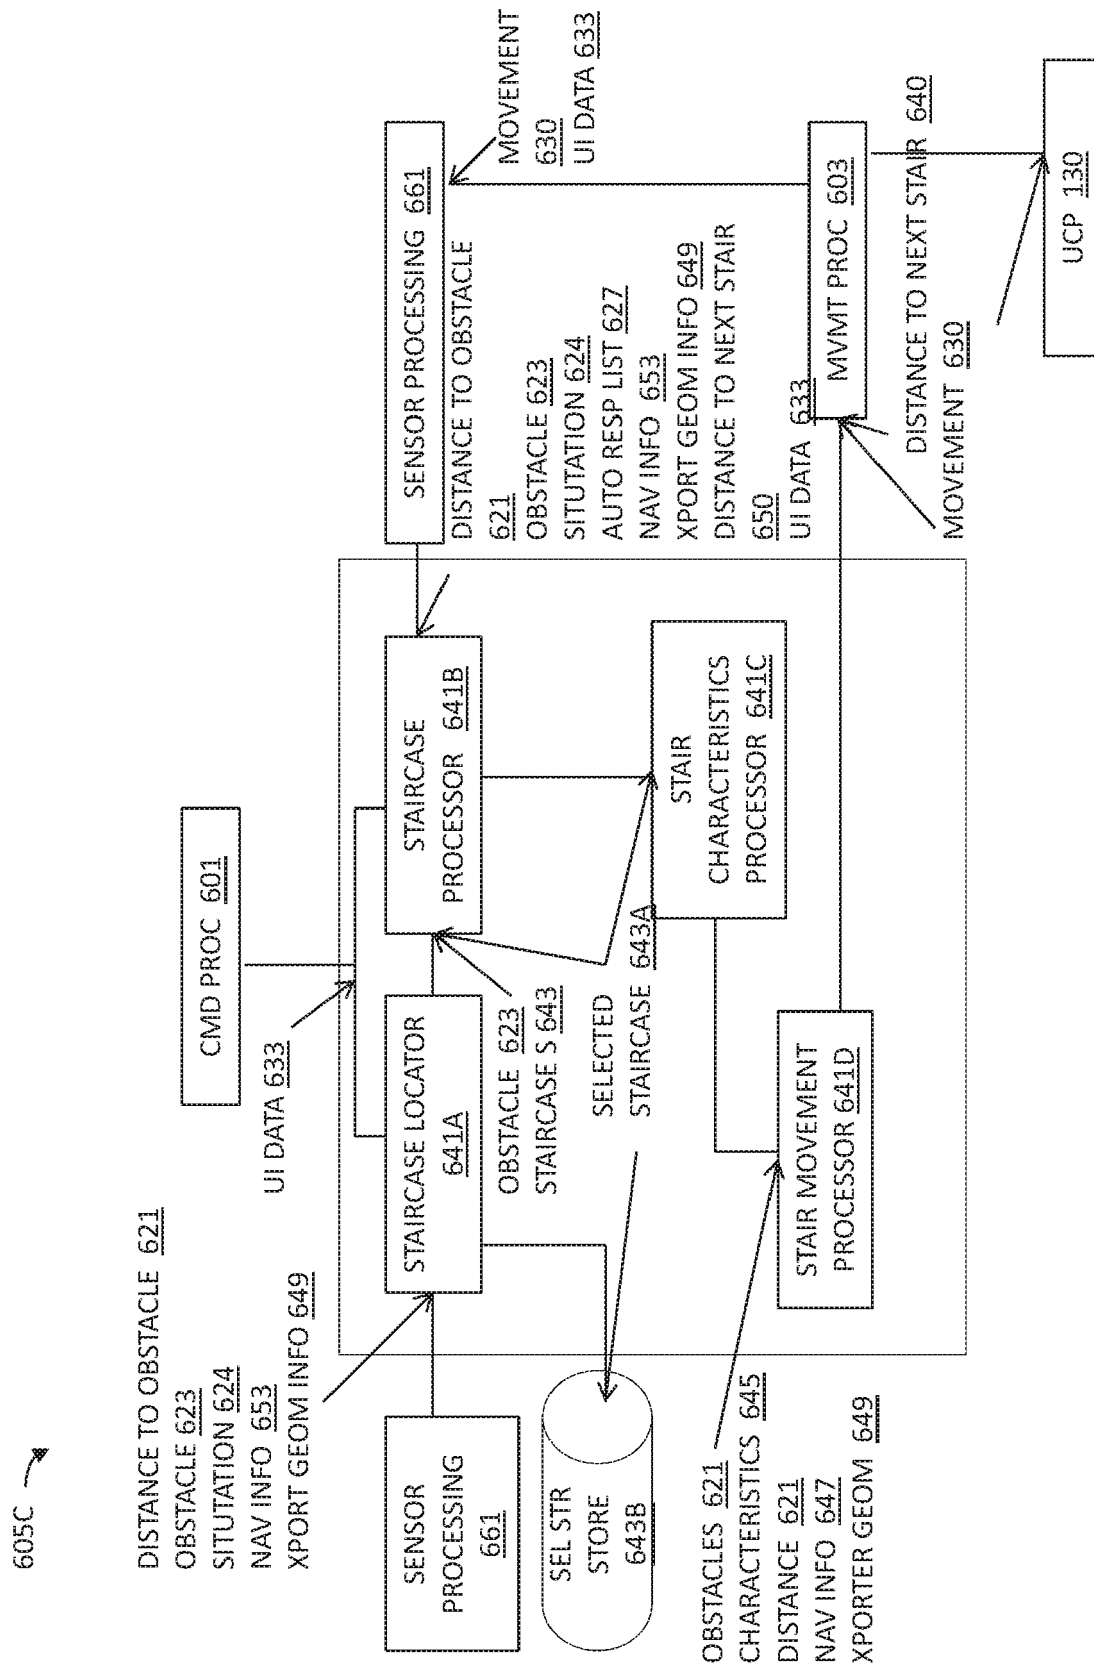 605C
DISTANCE TO OBSTACLE 621
OBSTACLE 623
SITUTATION 624
NAV INFO 653
XPORT GEOM INFO 649
UI DATA 633
CMD PROC 601
SENSOR
PROCESSING
661
STAIRCASE LOCATOR
641A
STAIRCASE
PROCESSOR 641B
SENSOR PROCESSING 661
DISTANCE TO OBSTACLE
621
OBSTACLE 623
SITUTATION 624
AUTO RESP LIST 627
NAV INFO 653
XPORT GEOM INFO 649
DISTANCE TO NEXT STAIR
650
UI DATA 633
MOVEMENT
630
UI DATA 633
OBSTACLE 623
STAIRCASE S 643
SELECTED
STAIRCASE 643A
SEL STR
STORE
643B
STAIR
CHARACTERISTICS
PROCESSOR 641C
OBSTACLES 621
CHARACTERISTICS 645
DISTANCE 621
NAV INFO 647
XPORTER GEOM 649
STAIR MOVEMENT
PROCESSOR 641D
MVMT PROC 603
DISTANCE TO NEXT STAIR 640
MOVEMENT 630
UCP 130